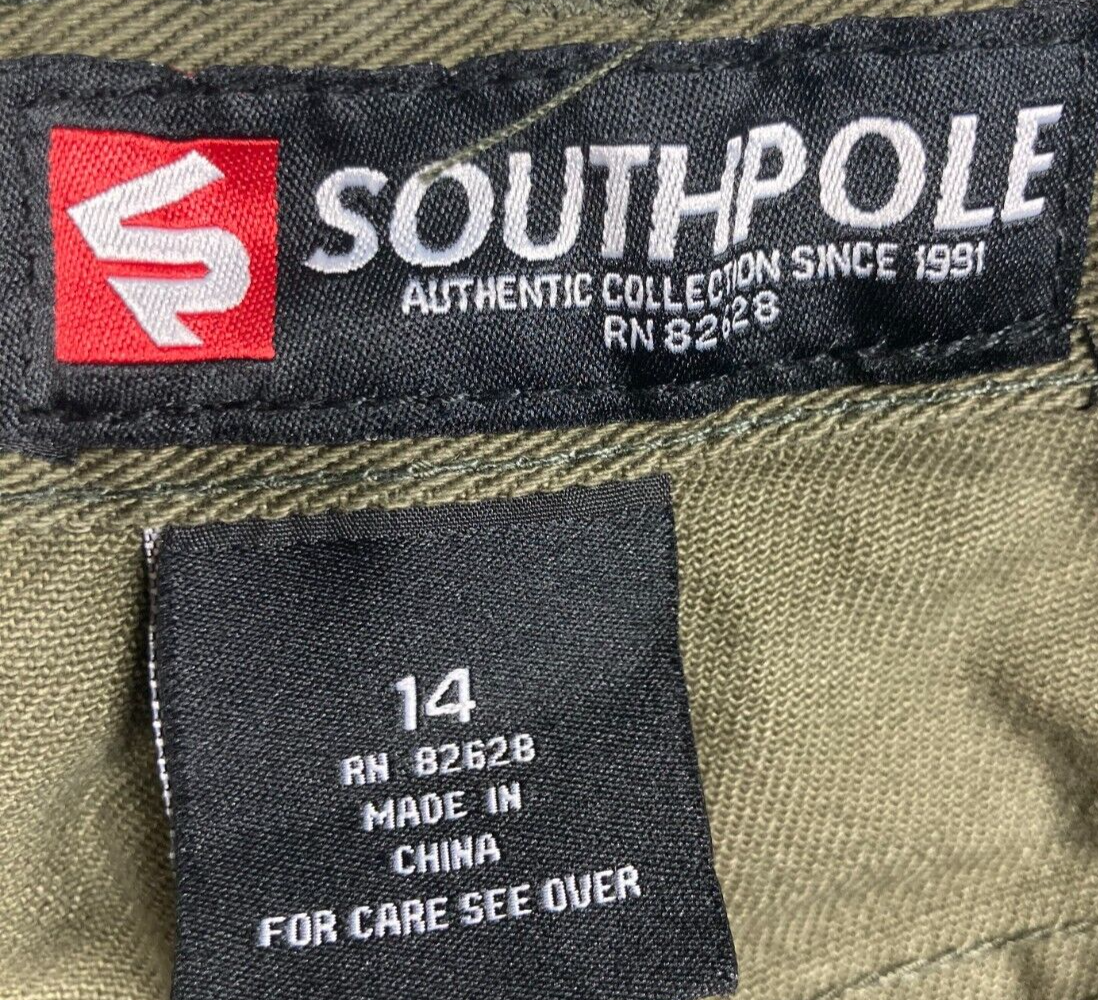 SOUTHPOLE
AUTHENTIC COLLECTION SINCE 1991
RN 82628
14
RN 82628
MADE IN
CHINA
FOR CARE SEE OVER